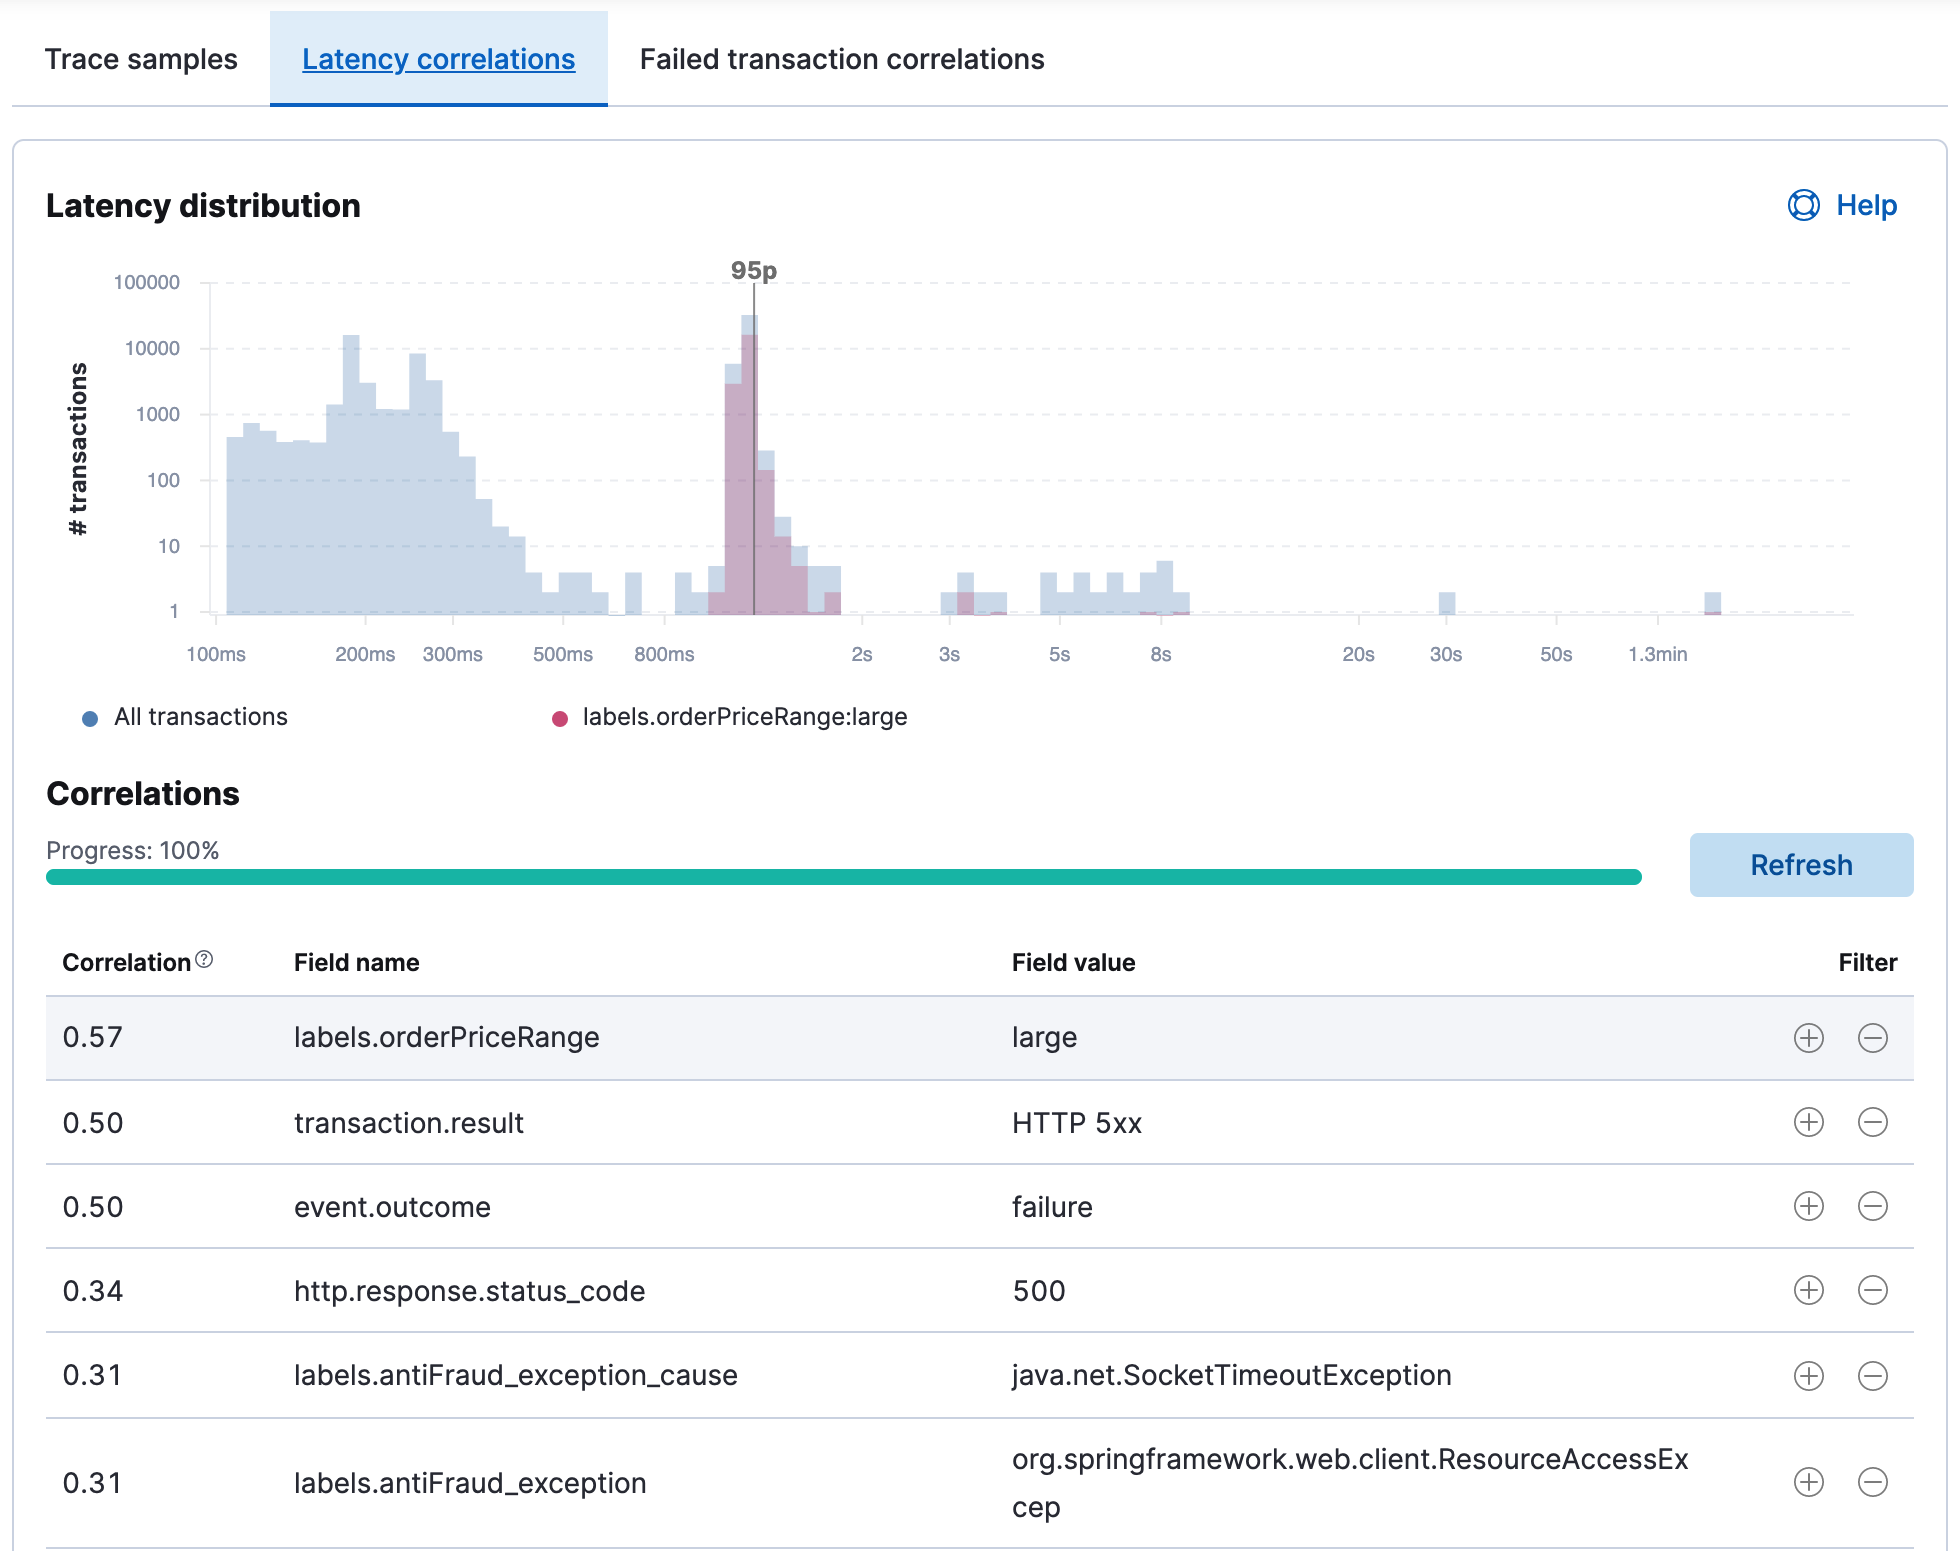 Trace samples Latency correlations Failed transaction correlations
Latency distribution Help
95p
100000
10000
1000
100
10
1
# transactions
100ms 200ms 300ms 500ms 800ms 2s 3s 5s 8s 20s 30s 50s 1.3min
All transactions labels.orderPriceRange:large
Correlations
Progress: 100%
Refresh
Correlation Field name Field value Filter
0.57 labels.orderPriceRange large
0.50 transaction.result HTTP 5xx
0.50 event.outcome failure
0.34 http.response.status_code 500
0.31 labels.antiFraud_exception_cause java.net.SocketTimeoutException
0.31 labels.antiFraud_exception org.springframework.web.client.ResourceAccessEx
cep